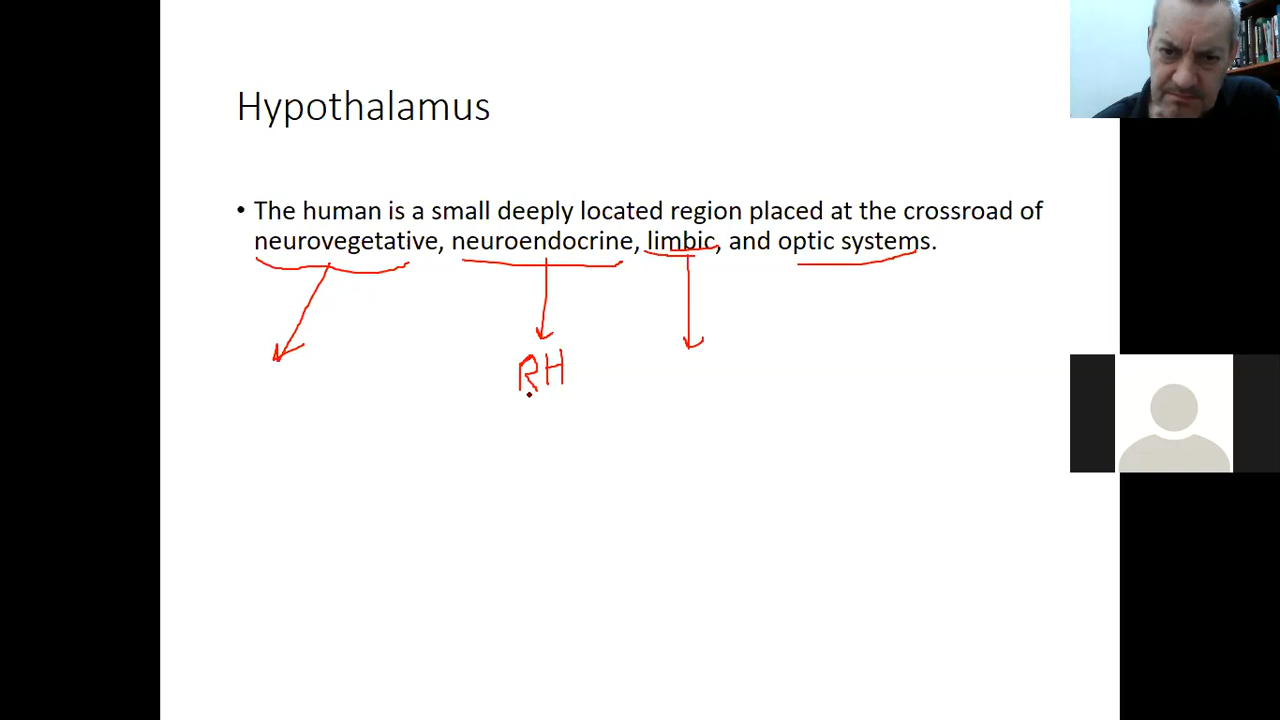 Hypothalamus
• The human is a small deeply located region placed at the crossroad of
neurovegetative, neuroendocrine, limbic, and optic systems.
RH